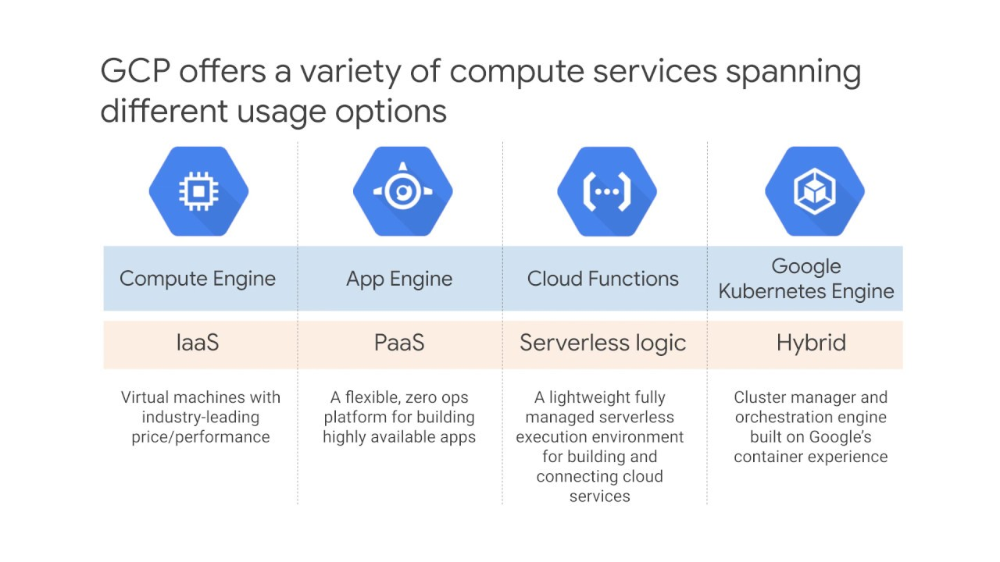 GCP offers a variety of compute services spanning
different usage options
Compute Engine
App Engine
Cloud Functions
Google
Kubernetes Engine
IaaS
PaaS
Serverless logic
Hybrid
Virtual machines with
industry-leading
price/performance
A flexible, zero ops
platform for building
highly available apps
A lightweight fully
managed serverless
execution environment
for building and
connecting cloud
services
Cluster manager and
orchestration engine
built on Google’s
container experience